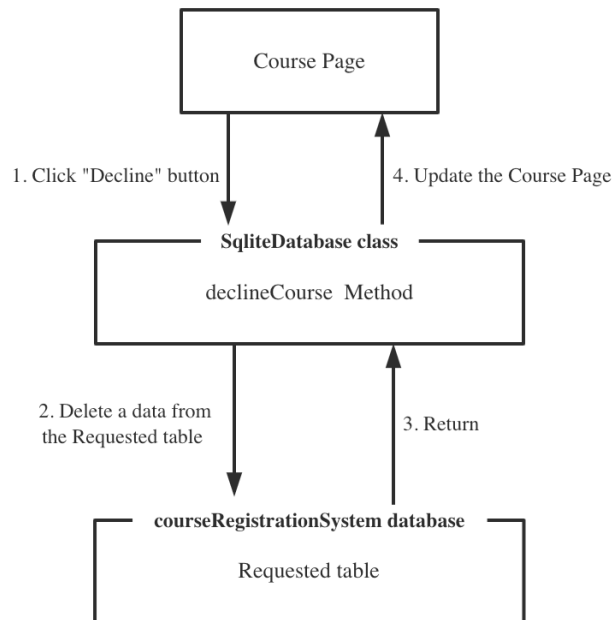 Course Page
1. Click "Decline" button
4. Update the Course Page
SqliteDatabase class
declineCourse Method
2. Delete a data from
the Requested table
3. Return
courseRegistrationSystem database
Requested table